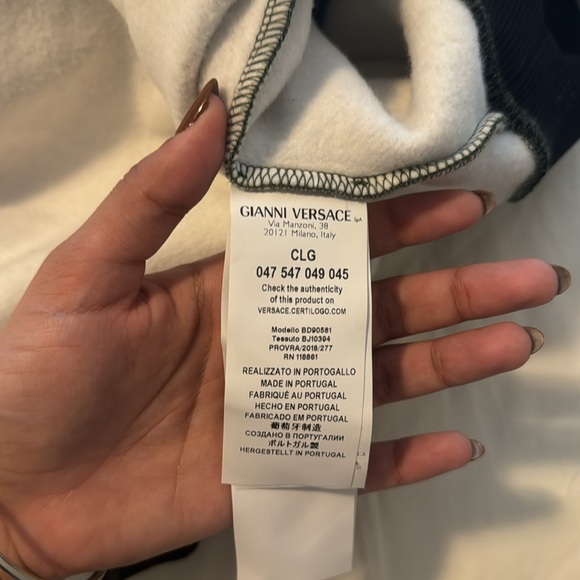 GIANNI VERSACE SpA
Via Manzoni, 38
20121 Milano, Italy
CLG
047 547 049 045
Check the authenticity
of this product on
VERSACE.CERTILOGO.COM
Modello BD90581
Tessuto BJ10394
PROVRA/2018/277
RN 118861
REALIZZATO IN PORTOGALLO
MADE IN PORTUGAL
FABRIQUÉ AU PORTUGAL
HECHO EN PORTUGAL
FABRICADO EM PORTUGAL
葡萄牙制造
СОЗДАНО В ПОРТУГАЛИИ
ポルトガル製
HERGESTELLT IN PORTUGAL